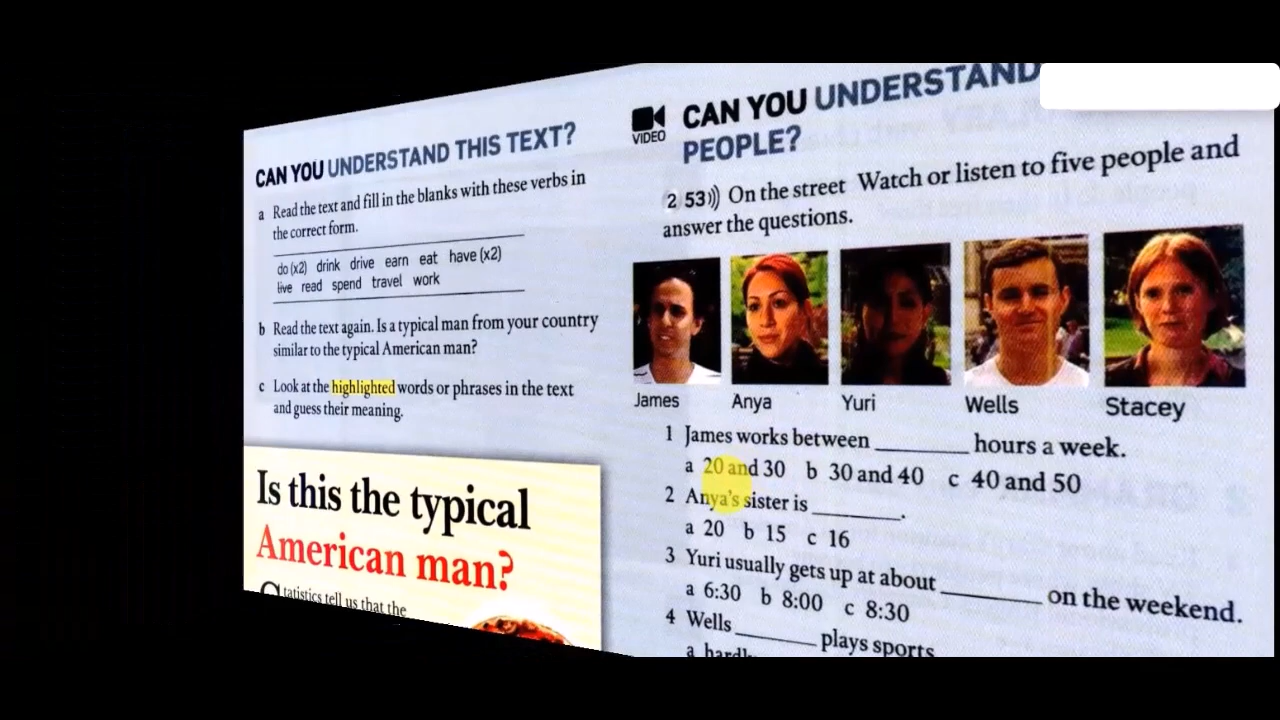 CAN YOU UNDERSTAND THIS TEXT?
a Read the text and fill in the blanks with these verbs in
the correct form.
do (x2) drink drive earn eat have (x2)
live read spend travel work
b Read the text again. Is a typical man from your country
similar to the typical American man?
c Look at the highlighted words or phrases in the text
and guess their meaning.
Is this the typical
American man?
Statistics tell us that the
VIDEO
CAN YOU UNDERSTAND
PEOPLE?
2 53))) On the street Watch or listen to five people and
answer the questions.
James Anya Yuri Wells Stacey
1 James works between ________ hours a week.
a 20 and 30 b 30 and 40 c 40 and 50
2 Anya's sister is ________.
a 20 b 15 c 16
3 Yuri usually gets up at about ________ on the weekend.
a 6:30 b 8:00 c 8:30
4 Wells ________ plays sports
a